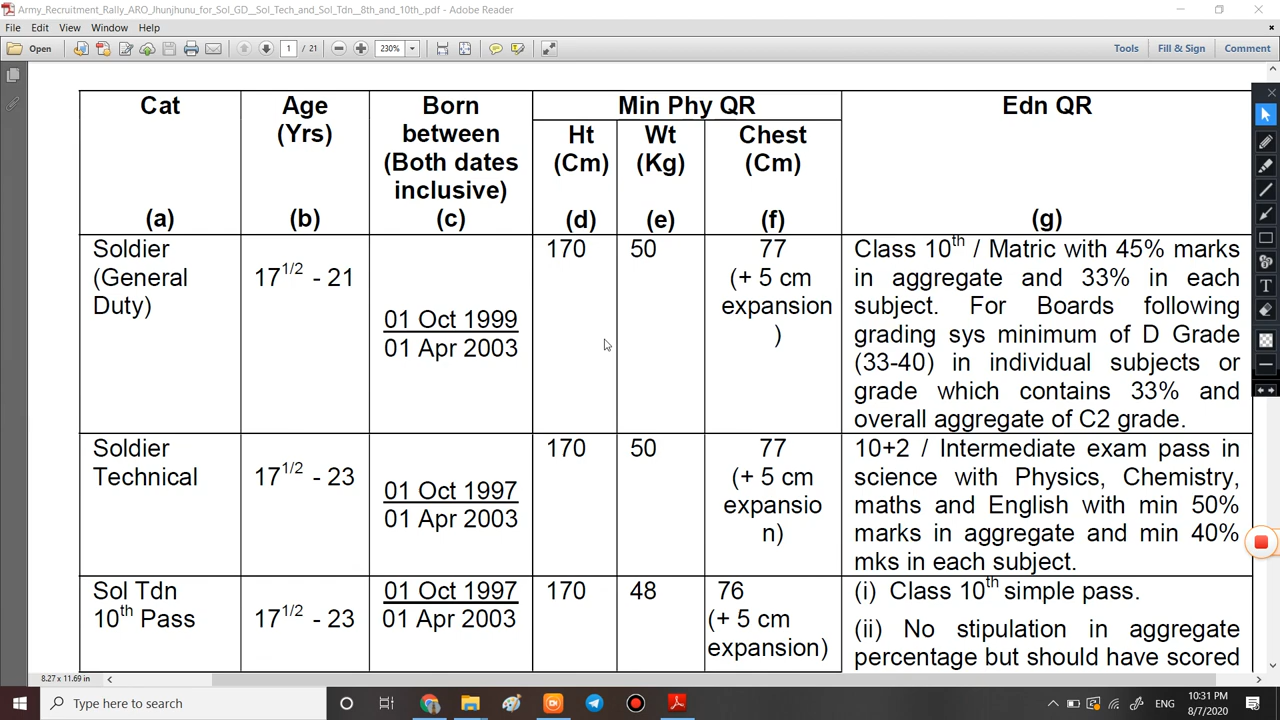 Army_Recruitment_Rally_ARO_Jhunjhunu_for_Sol_GD__Sol_Tech_and_Sol_Tdn__8th_and_10th_.pdf - Adobe Reader
File Edit View Window Help
Open 1 / 21 230% Tools Fill & Sign Comment
Cat
(a)
Age
(Yrs)
(b)
Born
between
(Both dates
inclusive)
(c)
Min Phy QR
Ht
(Cm)
(d)
Wt
(Kg)
(e)
Chest
(Cm)
(f)
Edn QR
(g)
Soldier
(General
Duty)
17 1/2 - 21
01 Oct 1999
01 Apr 2003
170
50
77
(+ 5 cm
expansion
)
Class 10th / Matric with 45% marks
in aggregate and 33% in each
subject. For Boards following
grading sys minimum of D Grade
(33-40) in individual subjects or
grade which contains 33% and
overall aggregate of C2 grade.
Soldier
Technical
17 1/2 - 23
01 Oct 1997
01 Apr 2003
170
50
77
(+ 5 cm
expansio
n)
10+2 / Intermediate exam pass in
science with Physics, Chemistry,
maths and English with min 50%
marks in aggregate and min 40%
mks in each subject.
Sol Tdn
10th Pass
17 1/2 - 23
01 Oct 1997
01 Apr 2003
170
48
76
(+ 5 cm
expansion)
(i) Class 10th simple pass.
(ii) No stipulation in aggregate
percentage but should have scored
8.27 x 11.69 in
Type here to search
ENG
10:31 PM
8/7/2020